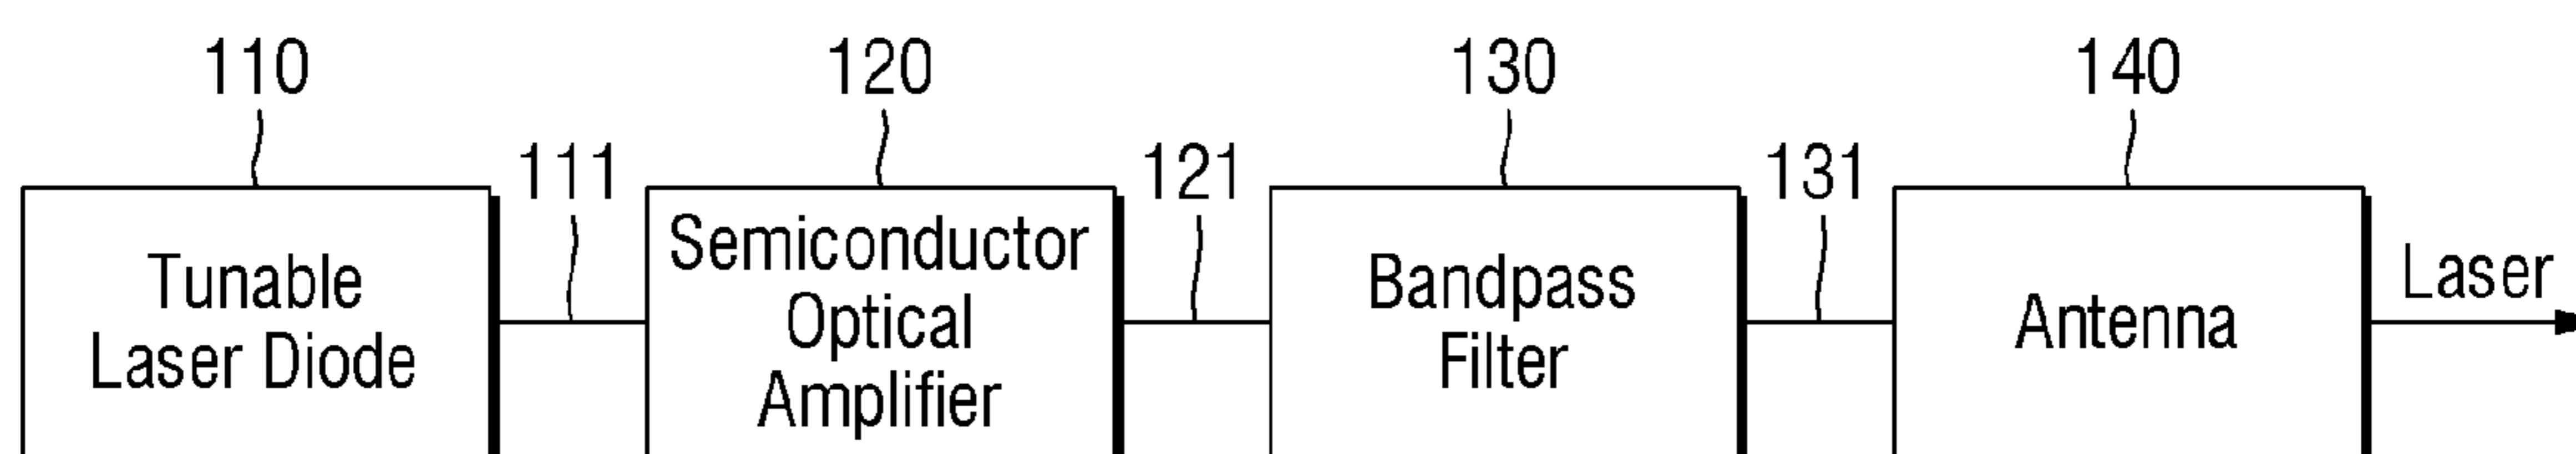 110
120
130
140
111
121
131
Tunable
Laser Diode
Semiconductor
Optical
Amplifier
Bandpass
Filter
Antenna
Laser